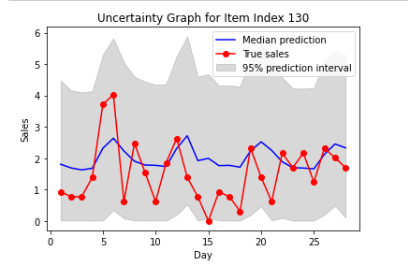 Uncertainty Graph for Item Index 130
6
5
4
3
2
1
0
Sales
Median prediction
True sales
95% prediction interval
0 5 10 15 20 25
Day